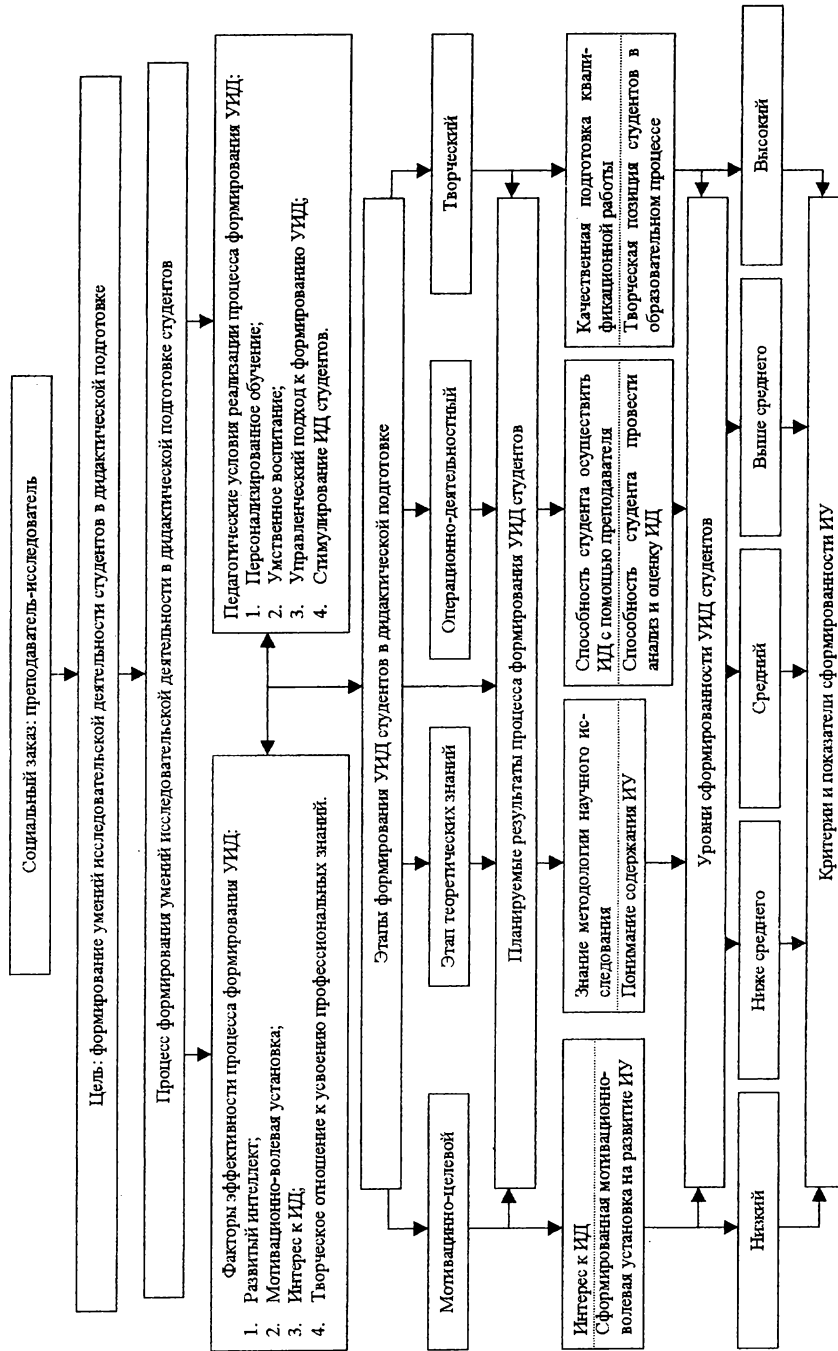 Социальный заказ: преподаватель-исследователь
Цель: формирование умений исследовательской деятельности студентов в дидактической подготовке
Процесс формирования умений исследовательской деятельности в дидактической подготовке студентов
Факторы эффективности процесса формирования УИД:
1. Развитый интеллект;
2. Мотивационно-волевая установка;
3. Интерес к ИД;
4. Творческое отношение к усвоению профессиональных знаний.
Педагогические условия реализации процесса формирования УИД:
1. Персонализированное обучение;
2. Умственное воспитание;
3. Управленческий подход к формированию УИД;
4. Стимулирование ИД студентов.
Этапы формирования УИД студентов в дидактической подготовке
Мотивацинно-целевой
Этап теоретических знаний
Операционно-деятельностный
Творческий
Планируемые результаты процесса формирования УИД студентов
Интерес к ИД
Сформированная мотивационно-
волевая установка на развитие ИУ
Знание методологии научного ис-
следования
Понимание содержания ИУ
Способность студента осуществить
ИД с помощью преподавателя
Способность студента провести
анализ и оценку ИД
Качественная подготовка квали-
фикационной работы
Творческая позиция студентов в
образовательном процессе
Уровни сформированности УИД студентов
Низкий
Ниже среднего
Средний
Выше среднего
Высокий
Критерии и показатели сформированности ИУ